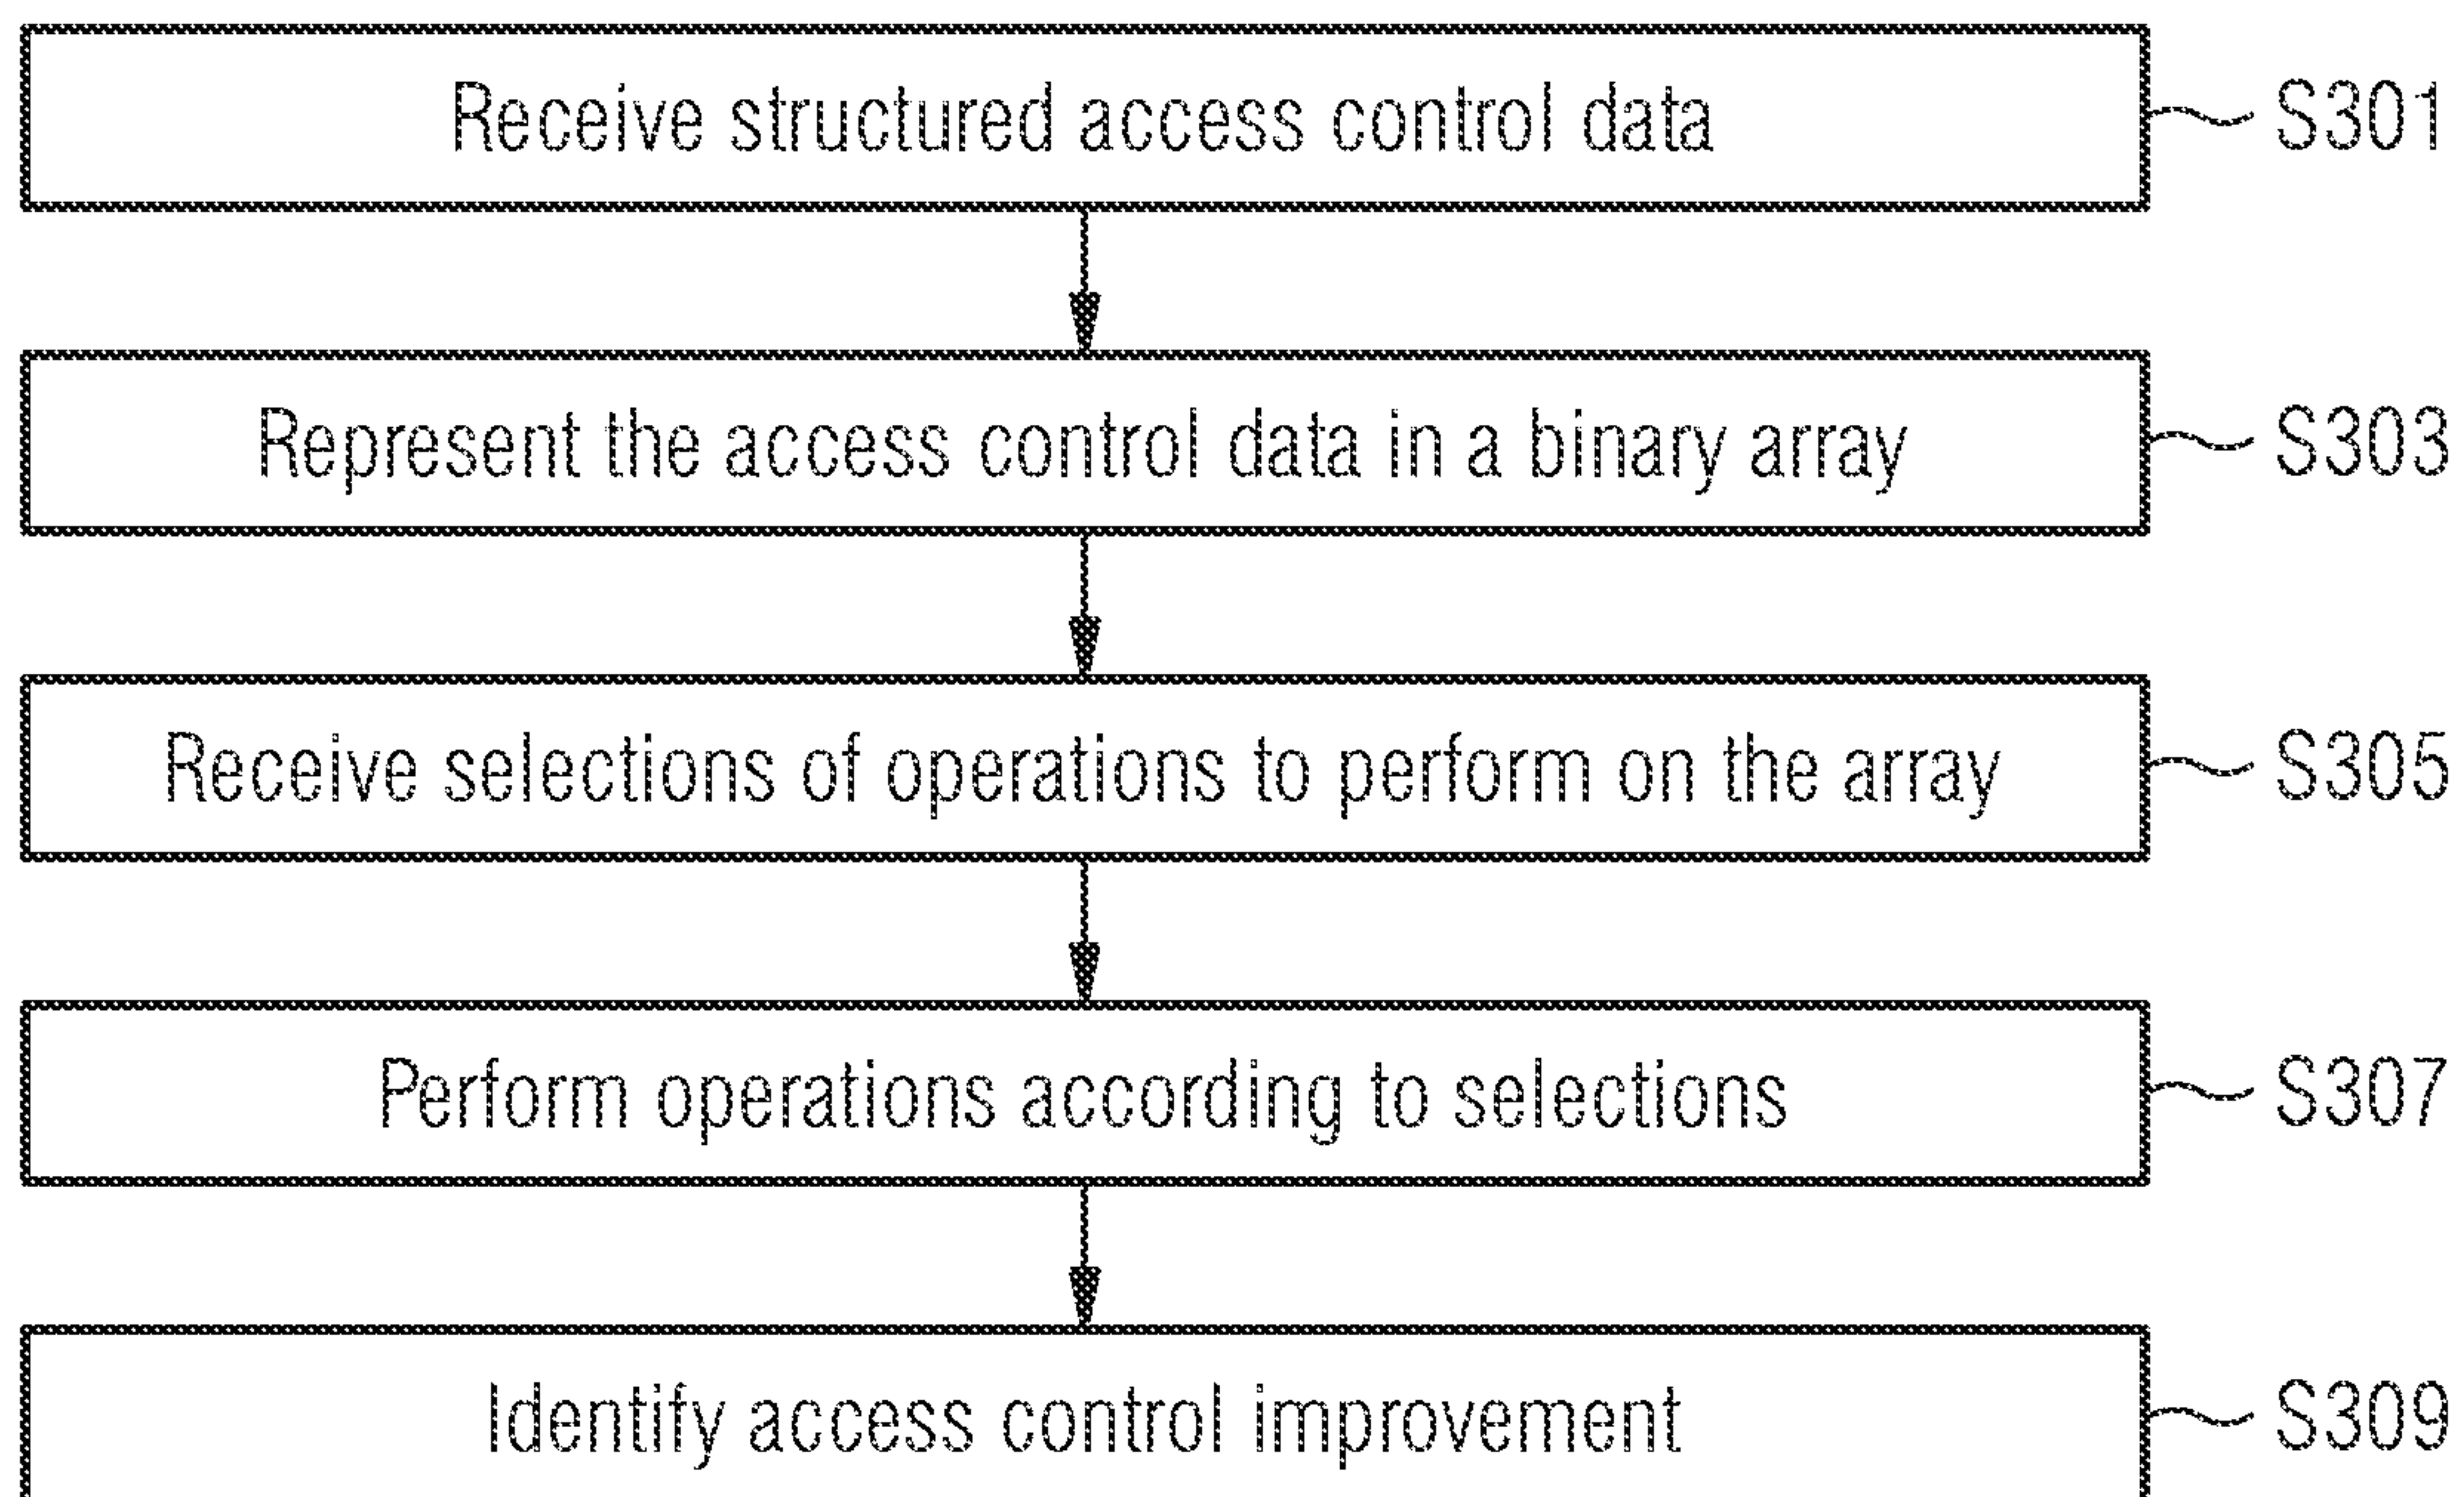 Receive structured access control data S301
Represent the access control data in a binary array S303
Receive selections of operations to perform on the array S305
Perform operations according to selections S307
Identify access control improvement S309